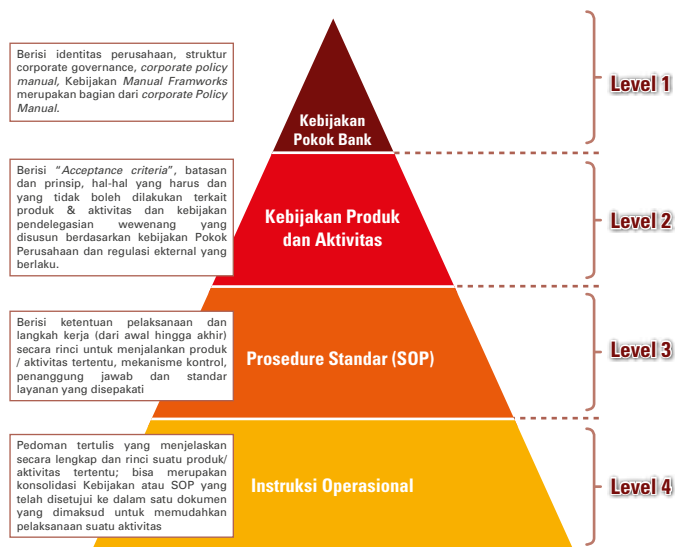 Berisi identitas perusahaan, struktur
corporate governance, corporate policy
manual, Kebijakan Manual Framworks
merupakan bagian dari corporate Policy
Manual.
Kebijakan
Pokok Bank
Level 1
Berisi “Acceptance criteria”, batasan
dan prinsip, hal-hal yang harus dan
yang tidak boleh dilakukan terkait
produk & aktivitas dan kebijakan
pendelegasian wewenang yang
disusun berdasarkan kebijakan Pokok
Perusahaan dan regulasi ekternal yang
berlaku.
Kebijakan Produk
dan Aktivitas
Level 2
Berisi ketentuan pelaksanaan dan
langkah kerja (dari awal hingga akhir)
secara rinci untuk menjalankan produk
/ aktivitas tertentu, mekanisme kontrol,
penanggung jawab dan standar
layanan yang disepakati
Prosedure Standar (SOP)
Level 3
Pedoman tertulis yang menjelaskan
secara lengkap dan rinci suatu produk/
aktivitas tertentu; bisa merupakan
konsolidasi Kebijakan atau SOP yang
telah disetujui ke dalam satu dokumen
yang dimaksud untuk memudahkan
pelaksanaan suatu aktivitas
Instruksi Operasional
Level 4